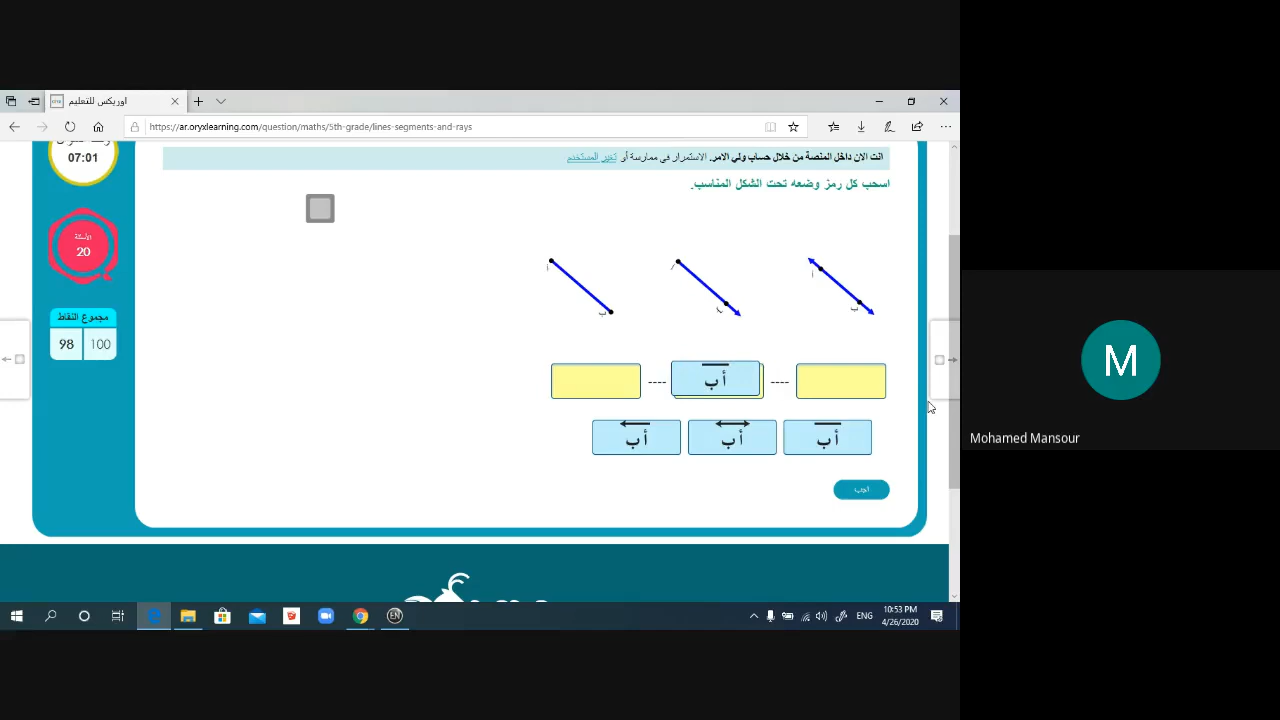 اوريكس للتعليم
https://ar.oryxlearning.com/question/maths/5th-grade/lines-segments-and-rays
07:01
انت الان داخل المنصة من خلال حساب ولي الامر. الاستمرار في ممارسة أو تغيير المستخدم
اسحب كل رمز وضعه تحت الشكل المناسب.
الأسئلة
20
مجموع النقاط
98 100
أ ب
أ ب
أ
ب
---- أ ب ----
أ ب أ ب أ ب
أجب
M
Mohamed Mansour
EN
ENG
10:53 PM
4/26/2020